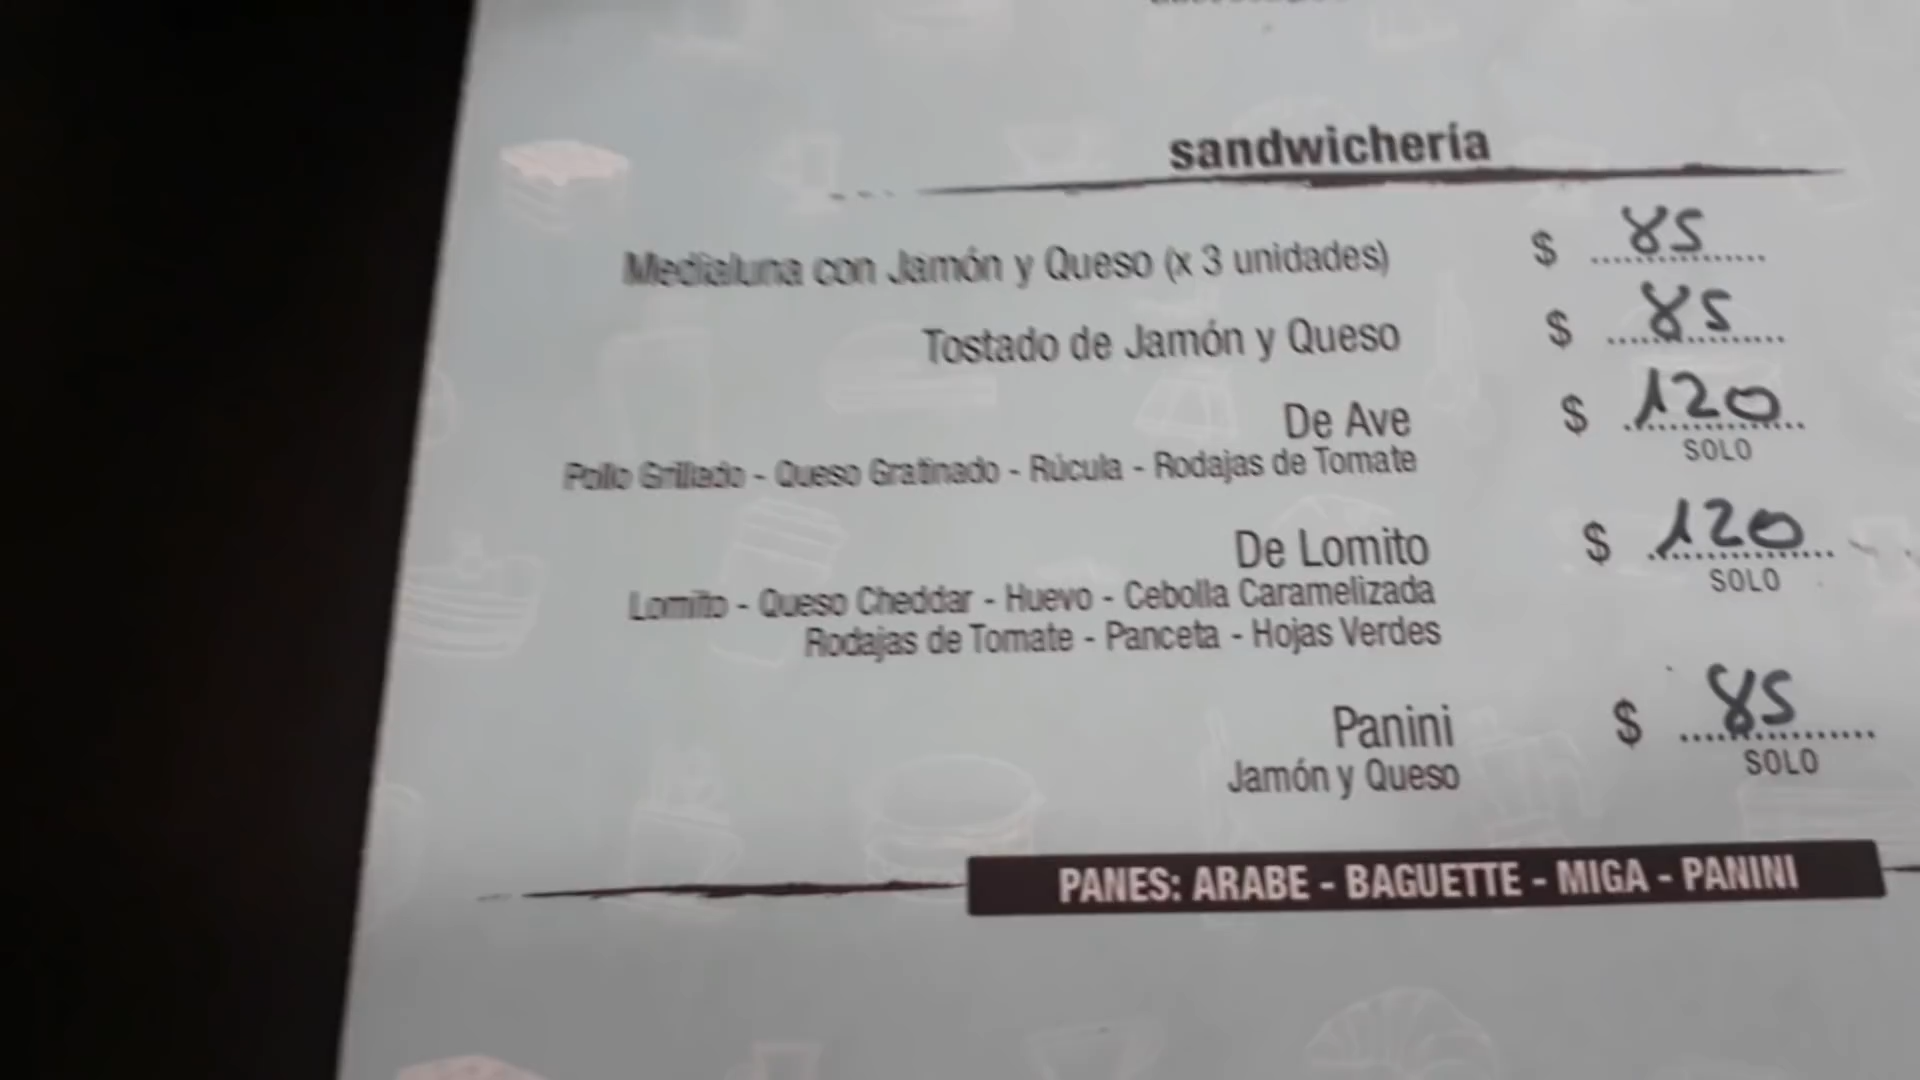 sandwichería
Medialuna con Jamón y Queso (x 3 unidades) $ 85
Tostado de Jamón y Queso $ 85
De Ave $ 120
SOLO
Pollo Grillado - Queso Gratinado - Rúcula - Rodajas de Tomate
De Lomito $ 120
SOLO
Lomito - Queso Cheddar - Huevo - Cebolla Caramelizada
Rodajas de Tomate - Panceta - Hojas Verdes
Panini $ 85
SOLO
Jamón y Queso
PANES: ARABE - BAGUETTE - MIGA - PANINI